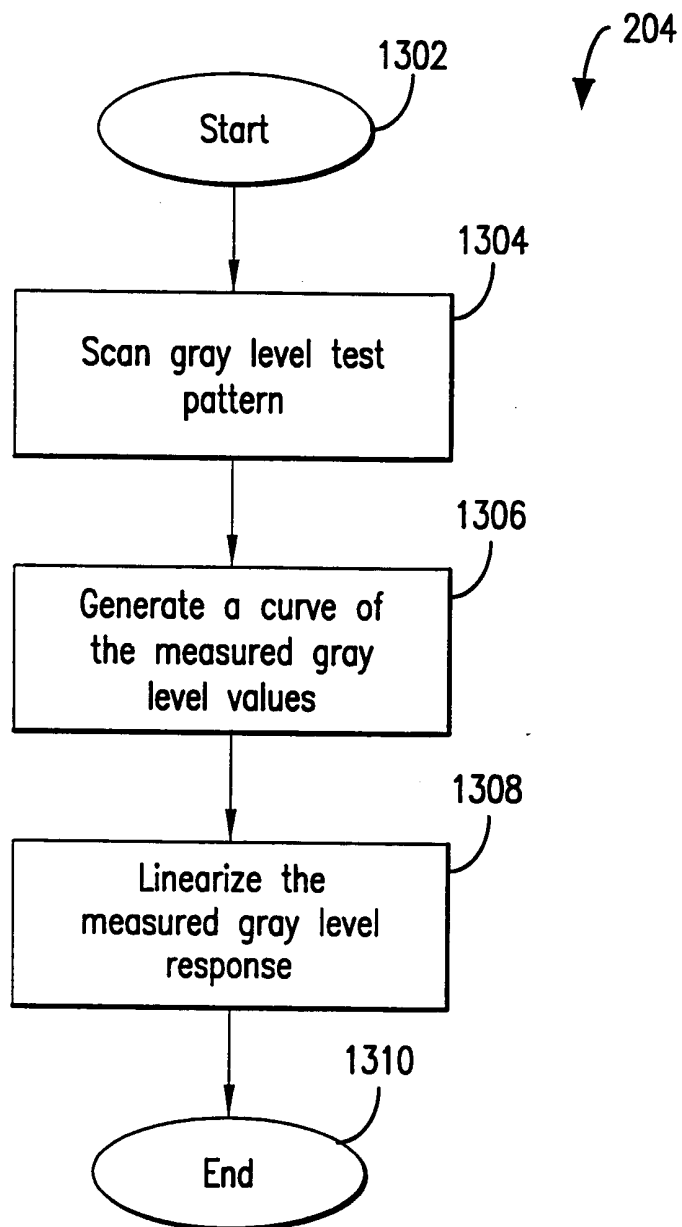 204
1302
Start
1304
Scan gray level test
pattern
1306
Generate a curve of
the measured gray
level values
1308
Linearize the
measured gray level
response
1310
End